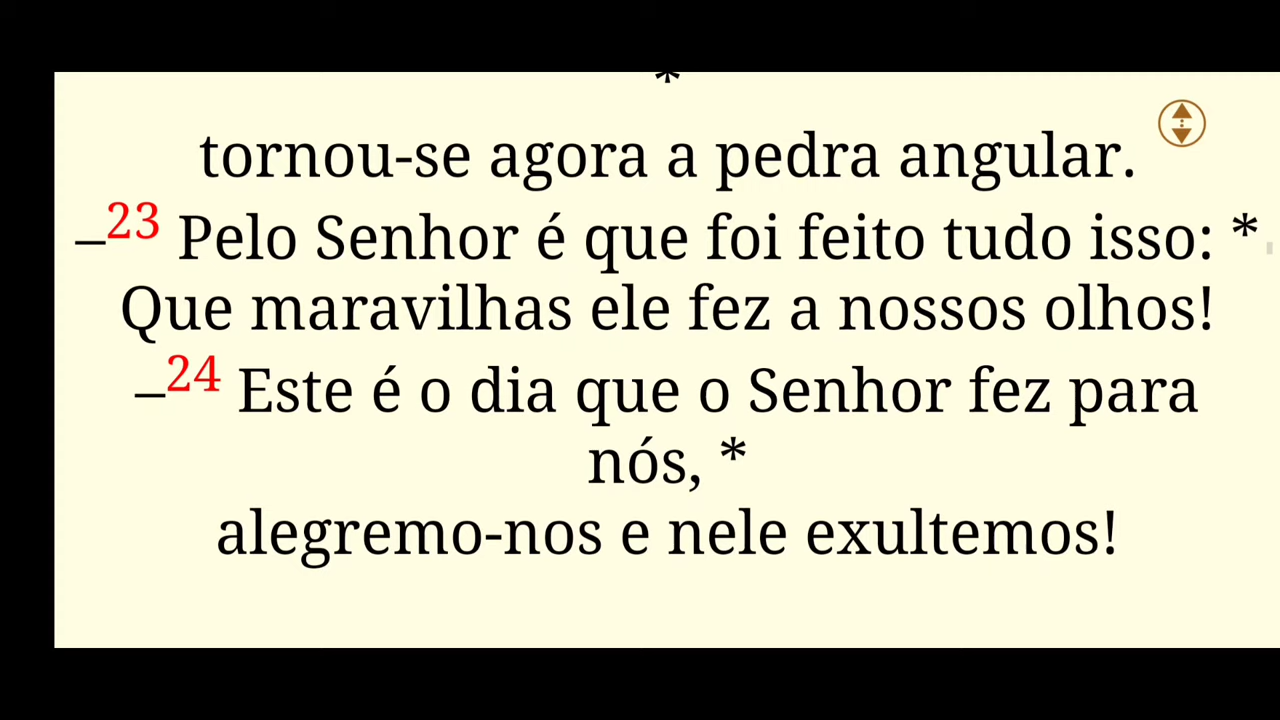 *
tornou-se agora a pedra angular.
–23 Pelo Senhor é que foi feito tudo isso: *
Que maravilhas ele fez a nossos olhos!
–24 Este é o dia que o Senhor fez para
nós, *
alegremo-nos e nele exultemos!